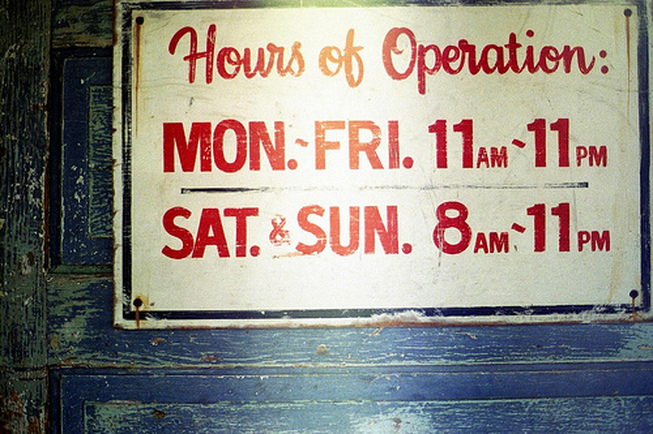 Hours of Operation:
MON.-FRI. 11AM-11PM
SAT. & SUN. 8AM-11PM